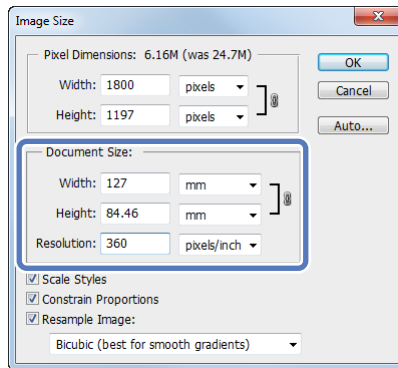 Image Size
Pixel Dimensions: 6.16M (was 24.7M)
OK
Width: 1800 pixels
Cancel
Height: 1197 pixels
Auto...
Document Size:
Width: 127 mm
Height: 84.46 mm
Resolution: 360 pixels/inch
Scale Styles
Constrain Proportions
Resample Image:
Bicubic (best for smooth gradients)